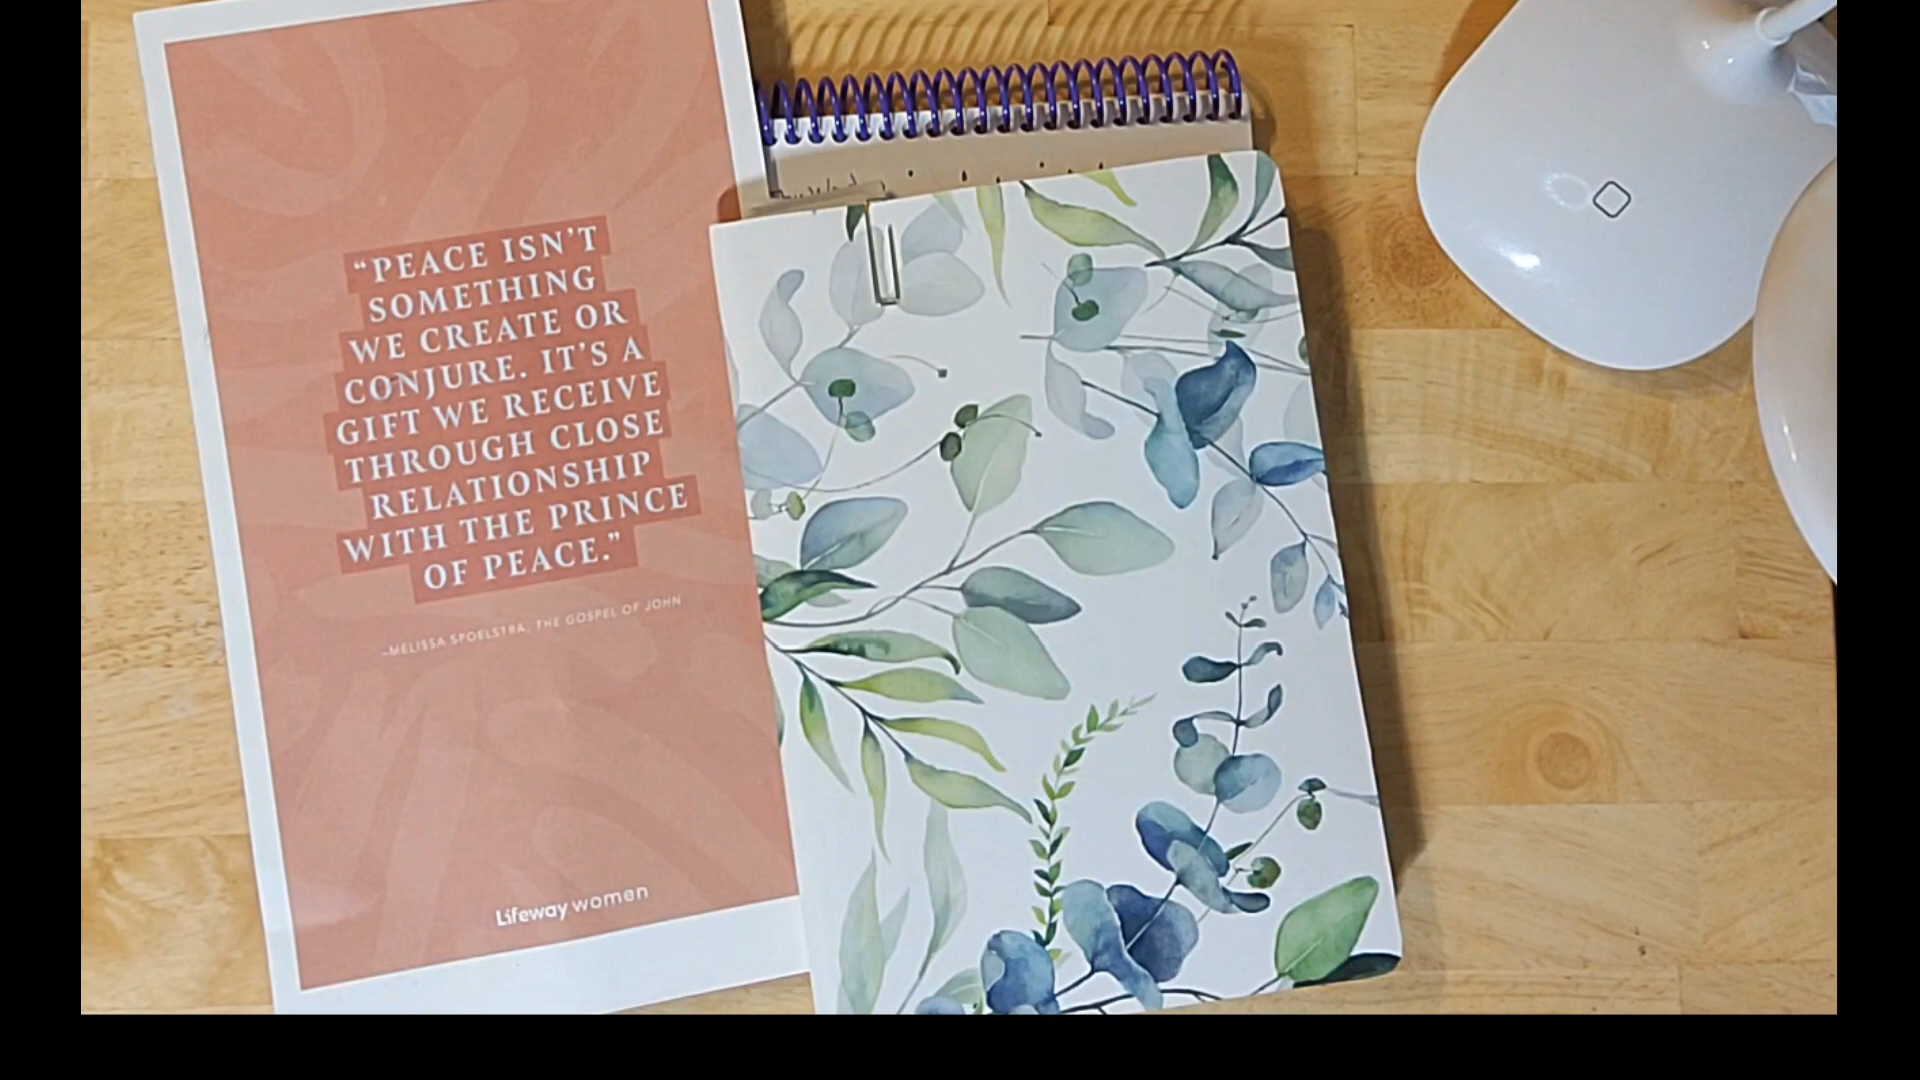 “PEACE ISN’T
SOMETHING
WE CREATE OR
CONJURE. IT’S A
GIFT WE RECEIVE
THROUGH CLOSE
RELATIONSHIP
WITH THE PRINCE
OF PEACE.”
–MELISSA SPOELSTRA, THE GOSPEL OF JOHN
Lifeway women